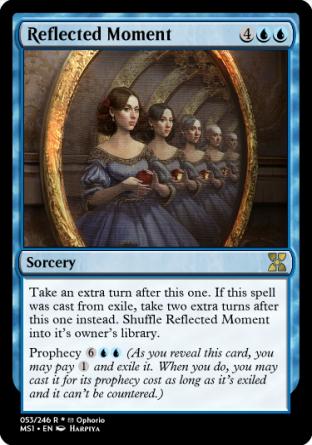 Reflected Moment 4
Sorcery
Take an extra turn after this one. If this spell
was cast from exile, take two extra turns after
this one instead. Shuffle Reflected Moment
into it's owner's library.
Prophecy 6 (As you reveal this card, you
may pay 1 and exile it. When you do, you may
cast it for its prophecy cost as long as it's exiled
and it can't be countered.)
053/246 R * Ophorio
MS1 • EN HARPIYA